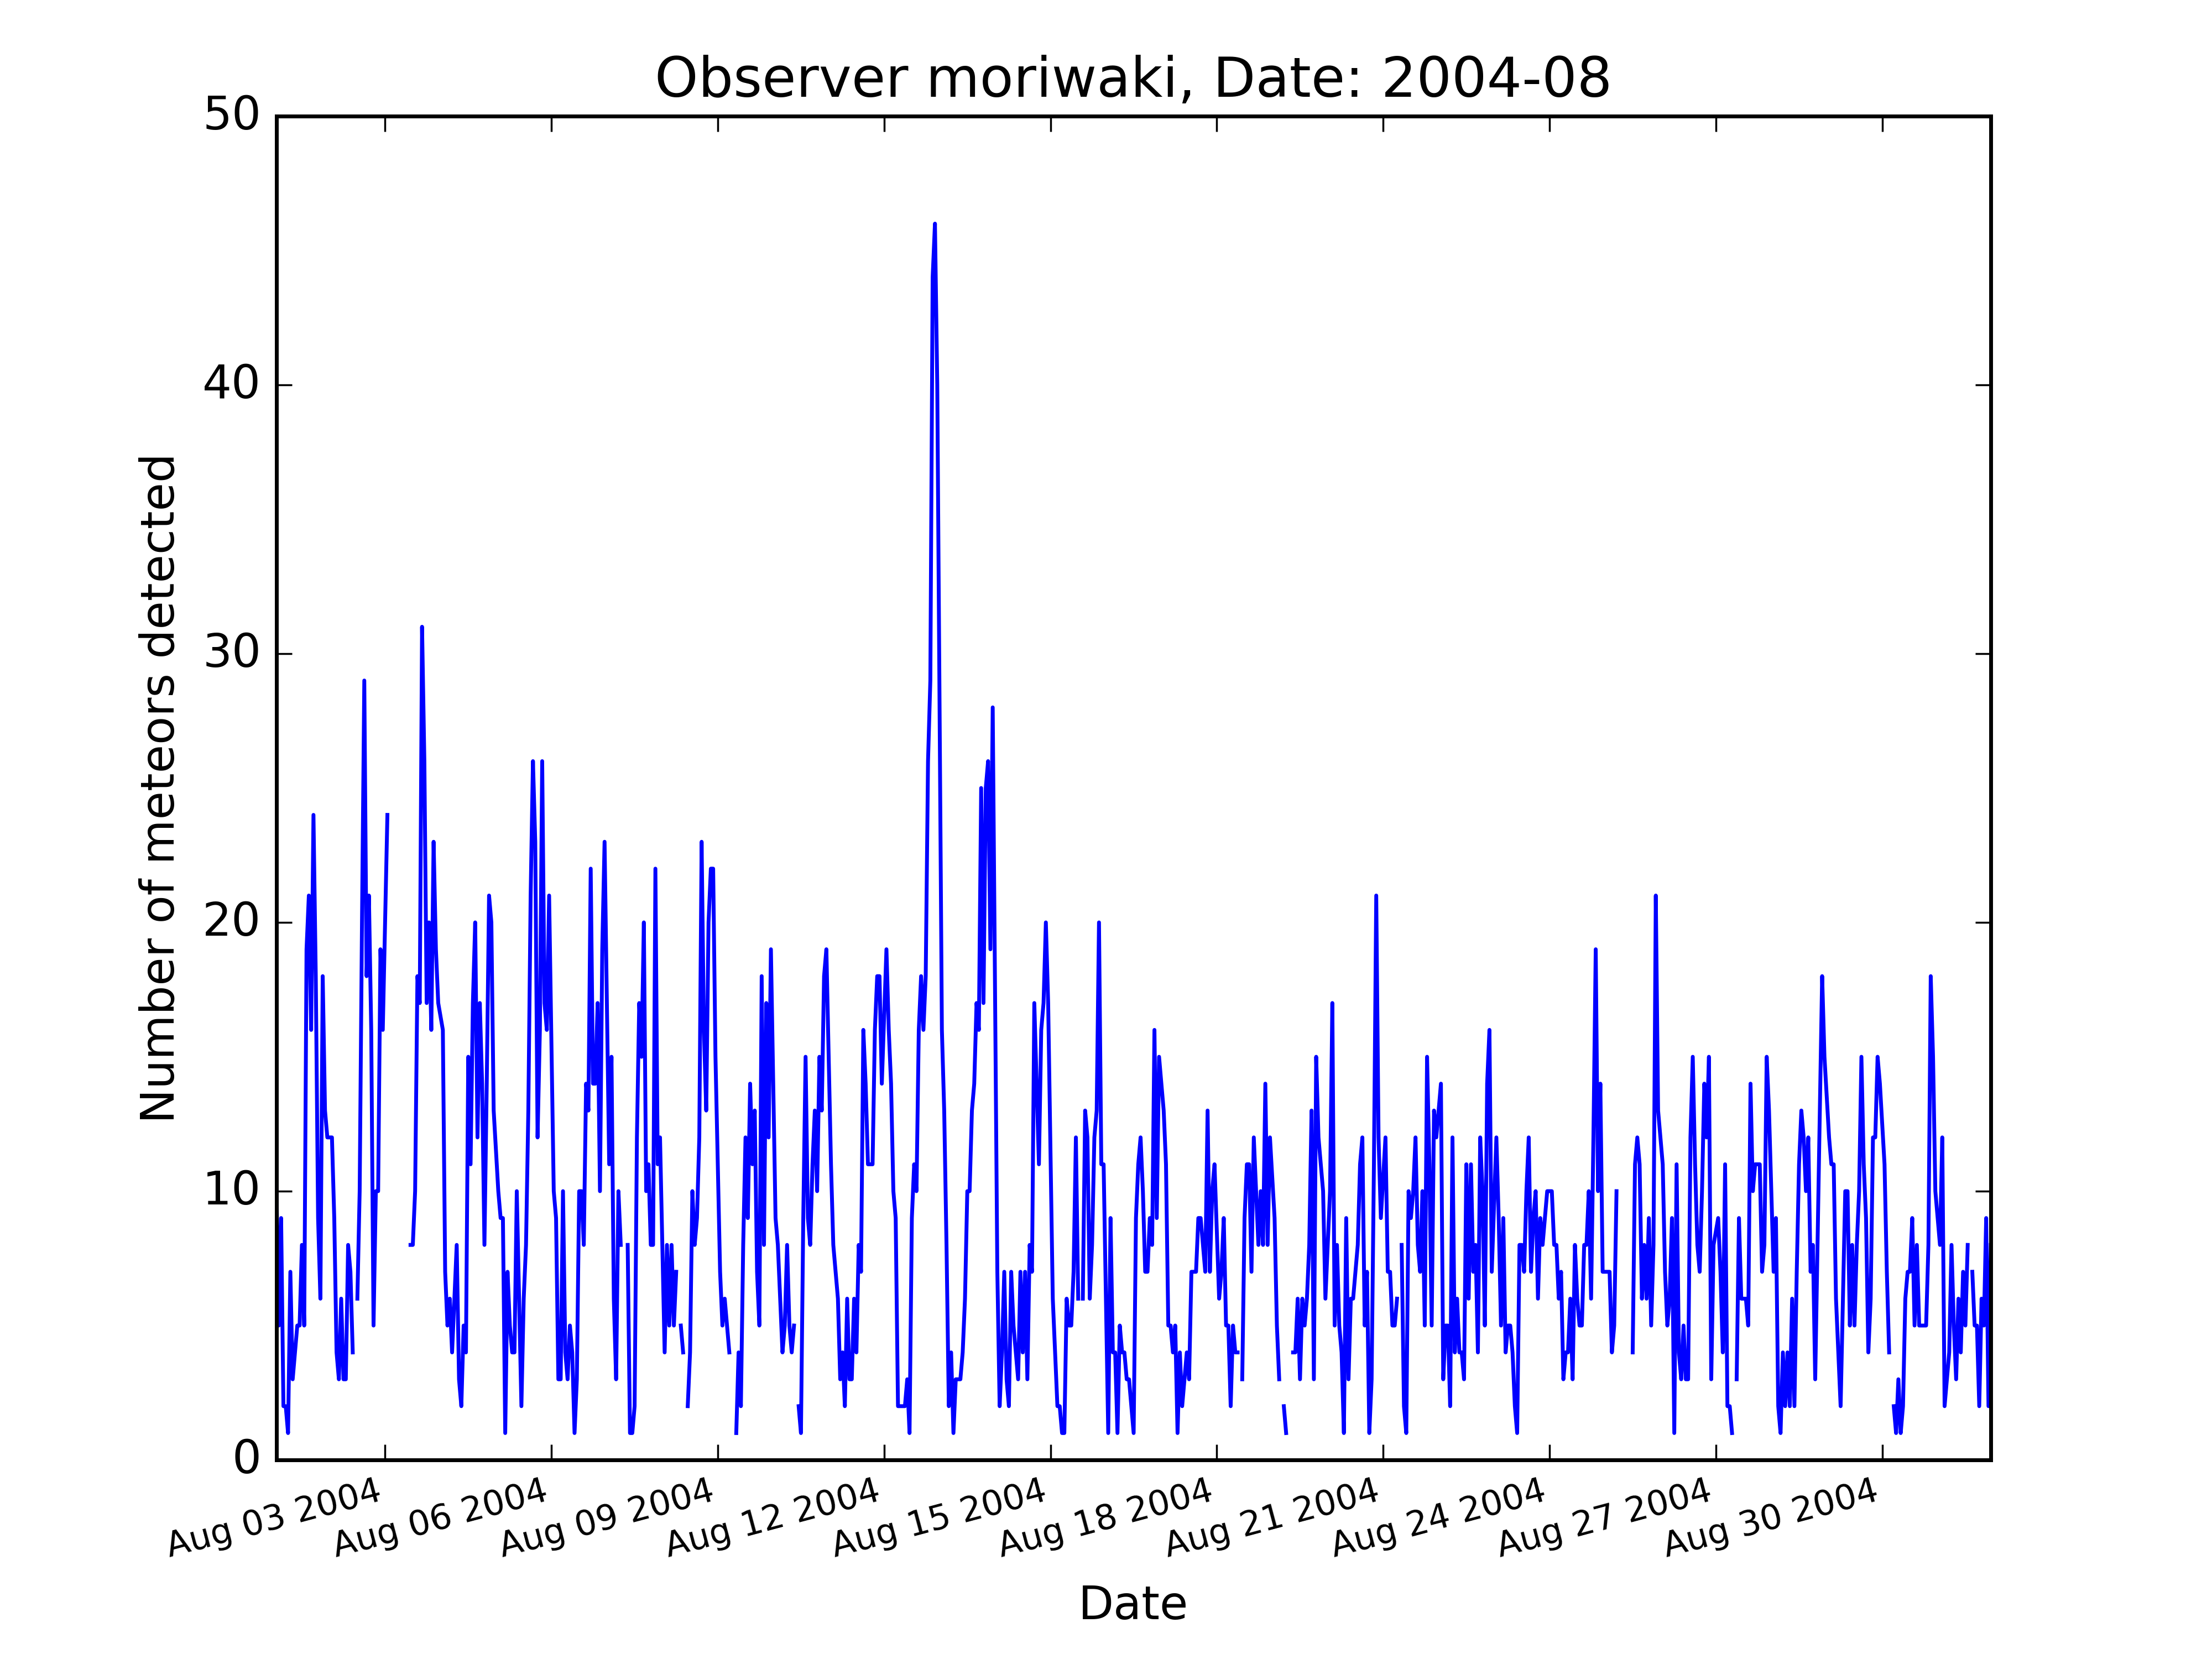 Observer moriwaki, Date: 2004-08
Number of meteors detected
50
40
30
20
10
0
Aug 03 2004
Aug 06 2004
Aug 09 2004
Aug 12 2004
Aug 15 2004
Aug 18 2004
Aug 21 2004
Aug 24 2004
Aug 27 2004
Aug 30 2004
Date